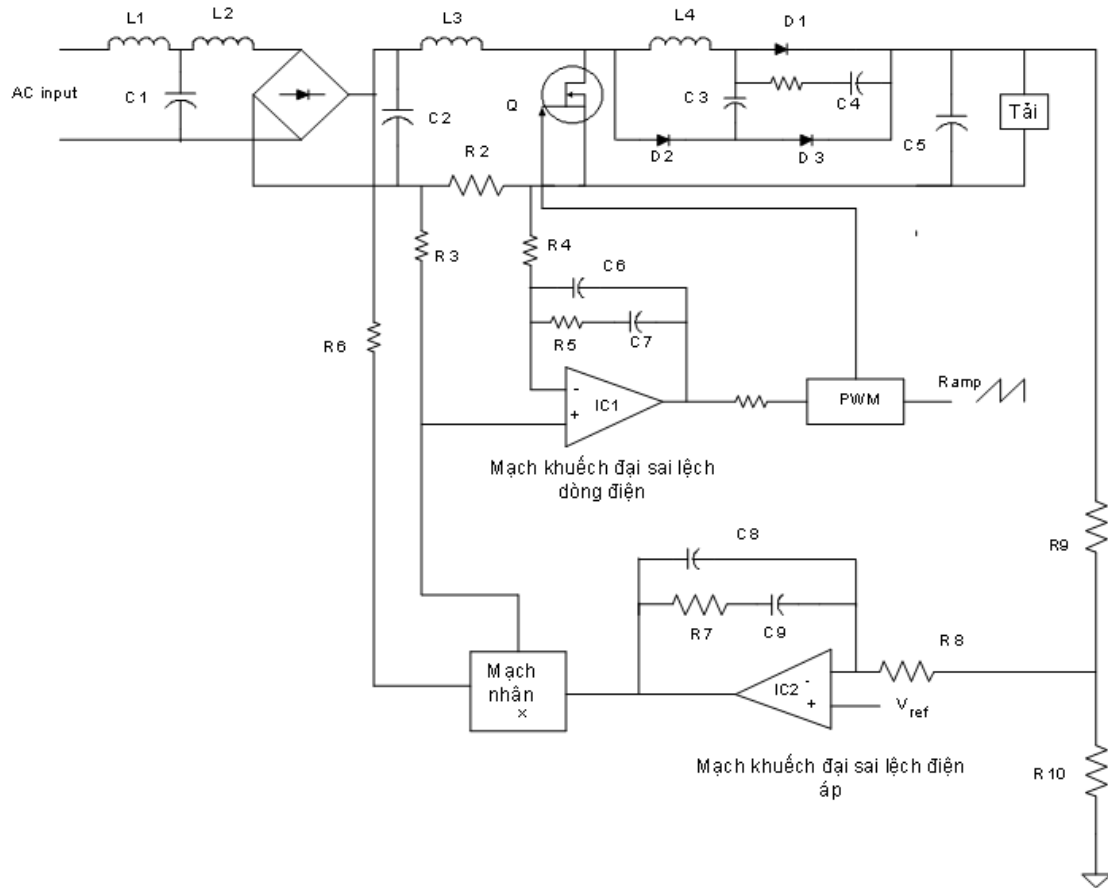 L1
L2
L3
L4
D1
AC input
C1
C2
Q
C3
C4
C5
Tải
D2
D3
R2
R3
R4
C6
R5
C7
R6
-
+
IC1
PWM
Ramp
Mạch khuếch đại sai lệch
dòng điện
R9
C8
R7
C9
R8
Mạch
nhân
x
IC2
-
+
Vref
R10
Mạch khuếch đại sai lệch điện
áp